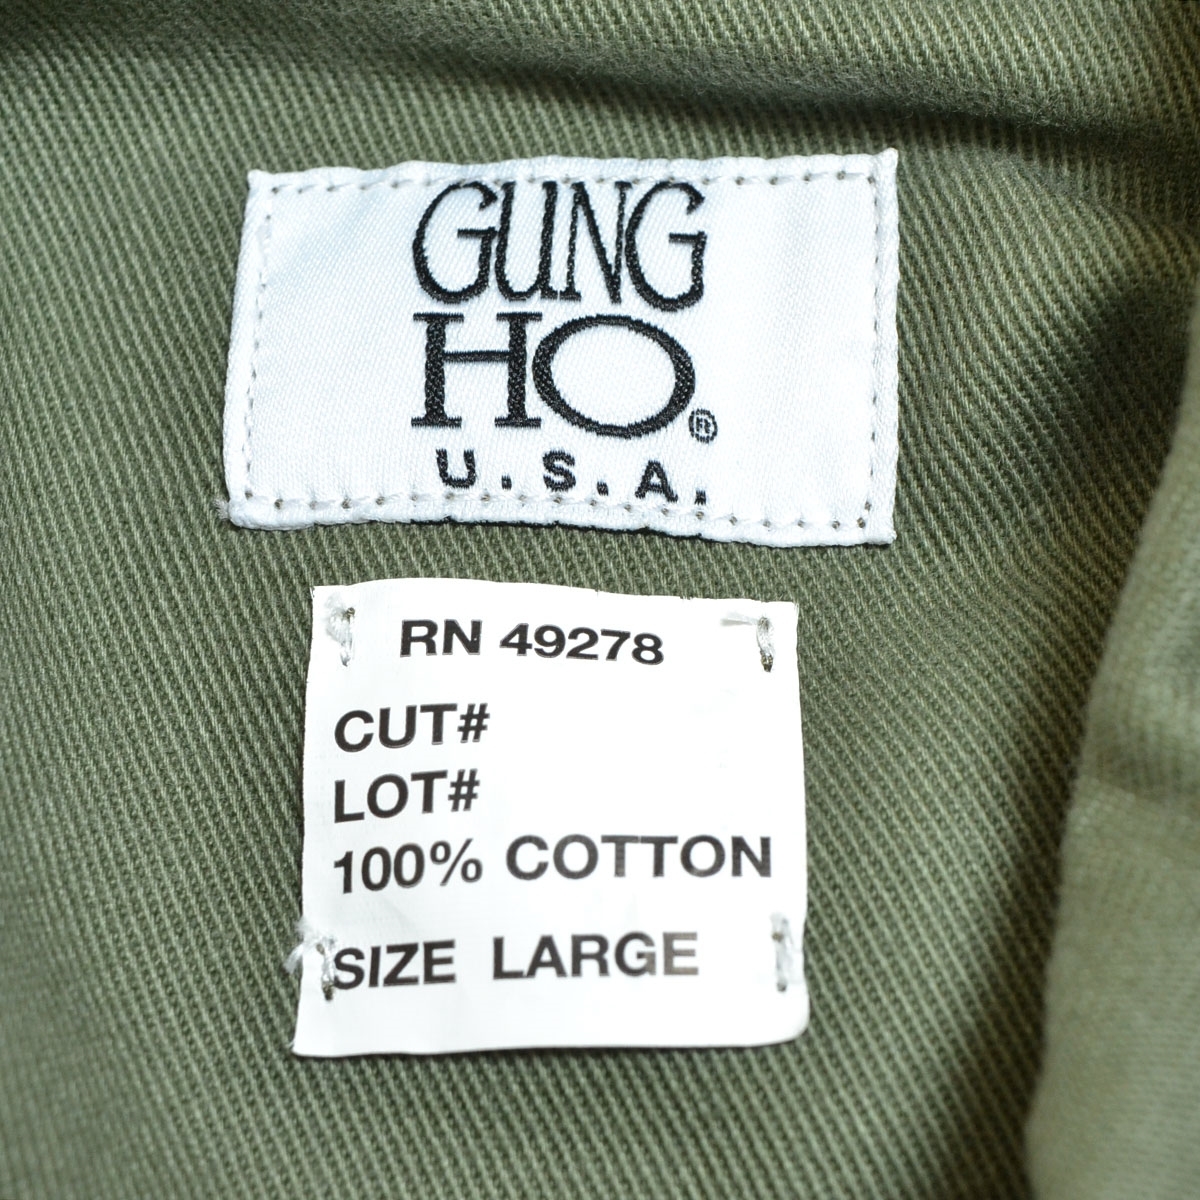 GUNG
HO®
U.S.A.
RN 49278
CUT#
LOT#
100% COTTON
SIZE LARGE